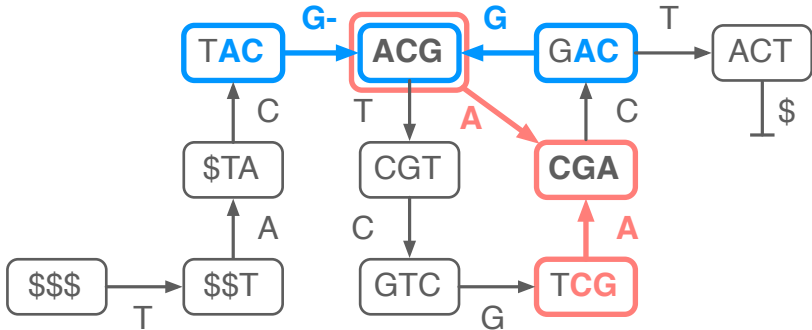 G- G T
TAC ACG GAC ACT
C T A C $
$TA CGT CGA
A C A
$$$ $$T GTC TCG
T G